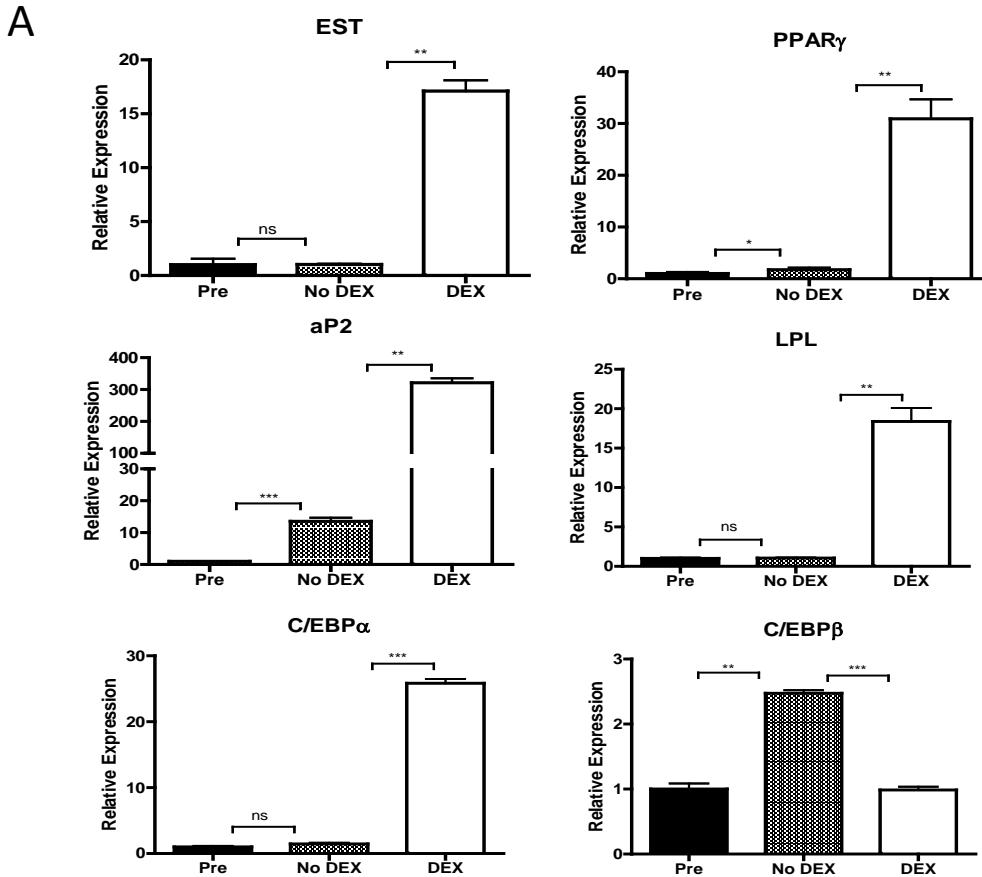 A
EST
**
20
15
10
5
0
Relative Expression
ns
Pre No DEX DEX
PPARγ
**
40
30
20
10
0
Relative Expression
*
Pre No DEX DEX
aP2
**
400
300
200
100
30
20
10
0
Relative Expression
***
Pre No DEX DEX
LPL
**
25
20
15
10
5
0
Relative Expression
ns
Pre No DEX DEX
C/EBPα
***
30
20
10
0
Relative Expression
ns
Pre No DEX DEX
C/EBPβ
** ***
3
2
1
0
Relative Expression
Pre No DEX DEX